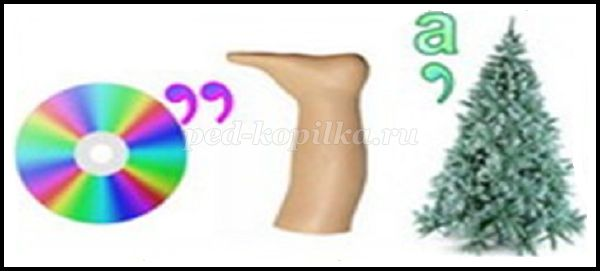 а
,
,,
ped-kopilka.ru